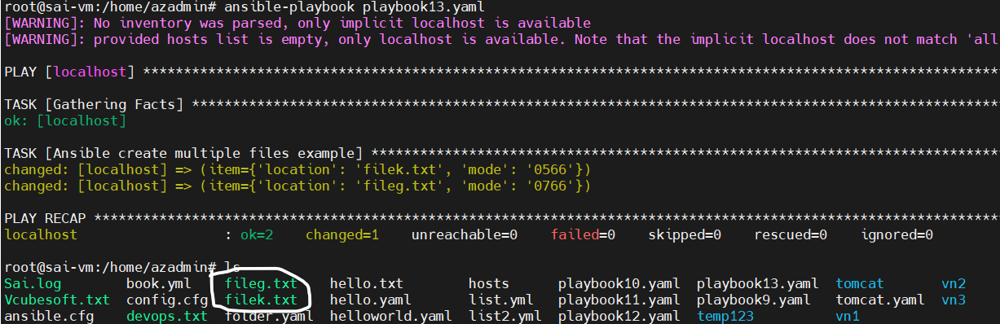 root@sai-vm:/home/azadmin# ansible-playbook playbook13.yaml
[WARNING]: No inventory was parsed, only implicit localhost is available
[WARNING]: provided hosts list is empty, only localhost is available. Note that the implicit localhost does not match 'all
PLAY [localhost] *********************************************************************************************************
TASK [Gathering Facts] ***************************************************************************************************
ok: [localhost]
TASK [Ansible create multiple files example] *****************************************************************************
changed: [localhost] => (item={'location': 'filek.txt', 'mode': '0566'})
changed: [localhost] => (item={'location': 'fileg.txt', 'mode': '0766'})
PLAY RECAP ***************************************************************************************************************
localhost                  : ok=2    changed=1    unreachable=0    failed=0    skipped=0    rescued=0    ignored=0
root@sai-vm:/home/azadmin# ls
Sai.log        book.yml    fileg.txt    hello.txt        hosts      playbook10.yaml  playbook13.yaml  tomcat       vn2
Vcubesoft.txt  config.cfg  filek.txt    hello.yaml       list.yml   playbook11.yaml  playbook9.yaml   tomcat.yaml  vn3
ansible.cfg    devops.txt  folder.yaml  helloworld.yaml  list2.yml  playbook12.yaml  temp123          vn1